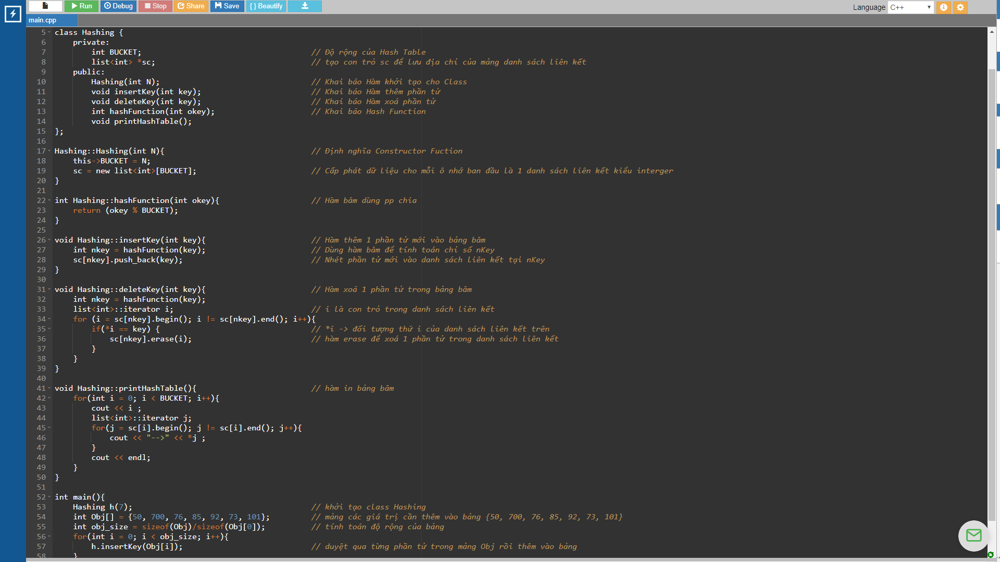 Run Debug Stop Share Save { } Beautify Language C++
main.cpp
5 class Hashing {
6 private:
7 int BUCKET; // Độ rộng của Hash Table
8 list<int> *sc; // tạo con trỏ sc để lưu địa chỉ của mảng danh sách liên kết
9 public:
10 Hashing(int N); // Khai báo Hàm khởi tạo cho Class
11 void insertKey(int key); // Khai báo Hàm thêm phần tử
12 void deleteKey(int key); // Khai báo Hàm xoá phần tử
13 int hashFunction(int okey); // Khai báo Hash Function
14 void printHashTable();
15 };
16
17 Hashing::Hashing(int N){ // Định nghĩa Constructor Fuction
18 this->BUCKET = N;
19 sc = new list<int>[BUCKET]; // Cấp phát dữ liệu cho mỗi ô nhớ ban đầu là 1 danh sách liên kết kiểu interger
20 }
21
22 int Hashing::hashFunction(int okey){ // Hàm băm dùng pp chia
23 return (okey % BUCKET);
24 }
25
26 void Hashing::insertKey(int key){ // Hàm thêm 1 phần tử mới vào bảng băm
27 int nkey = hashFunction(key); // Dùng hàm băm để tính toán chỉ số nKey
28 sc[nkey].push_back(key); // Nhét phần tử mới vào danh sách liên kết tại nKey
29 }
30
31 void Hashing::deleteKey(int key){ // Hàm xoá 1 phần tử trong bảng băm
32 int nkey = hashFunction(key);
33 list<int>::iterator i; // i là con trỏ trong danh sách liên kết
34 for (i = sc[nkey].begin(); i != sc[nkey].end(); i++){
35 if(*i == key) { // *i -> đối tượng thứ i của danh sách liên kết trên
36 sc[nkey].erase(i); // hàm erase để xoá 1 phần tử trong danh sách liên kết
37 }
38 }
39 }
40
41 void Hashing::printHashTable(){ // hàm in bảng băm
42 for(int i = 0; i < BUCKET; i++){
43 cout << i ;
44 list<int>::iterator j;
45 for(j = sc[i].begin(); j != sc[i].end(); j++){
46 cout << "-->" << *j ;
47 }
48 cout << endl;
49 }
50 }
51
52 int main(){
53 Hashing h(7); // khởi tạo class Hashing
54 int Obj[] = {50, 700, 76, 85, 92, 73, 101}; // mảng các giá trị cần thêm vào bảng {50, 700, 76, 85, 92, 73, 101}
55 int obj_size = sizeof(Obj)/sizeof(Obj[0]); // tính toán độ rộng của bảng
56 for(int i = 0; i < obj_size; i++){
57 h.insertKey(Obj[i]); // duyệt qua từng phần tử trong mảng Obj rồi thêm vào bảng
58 }